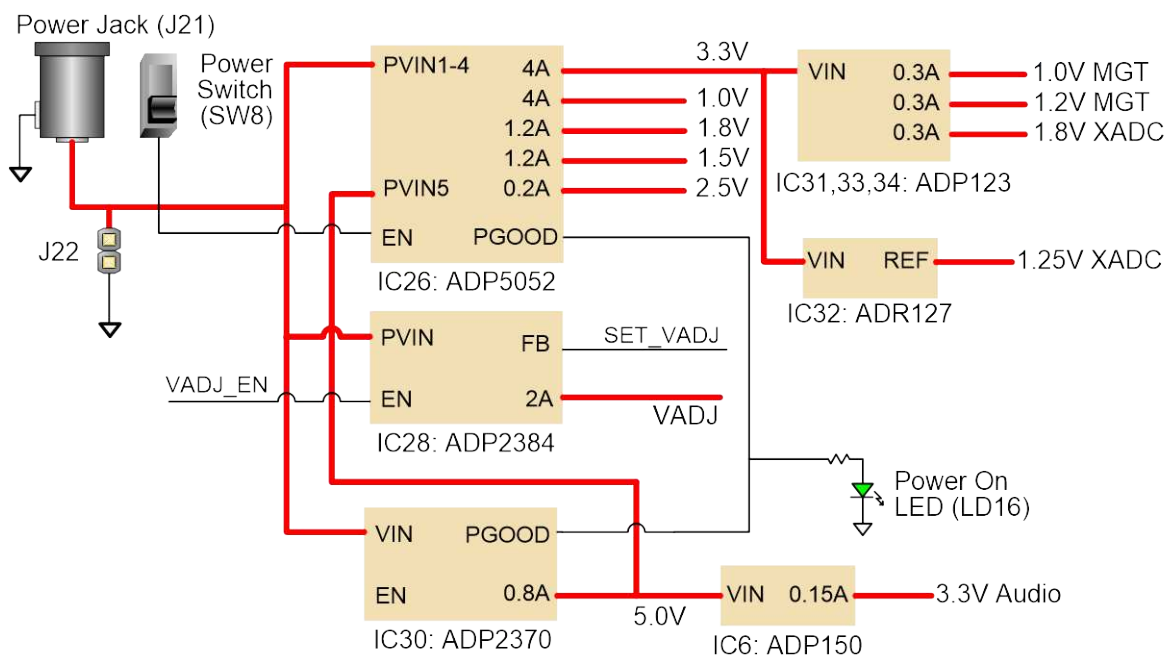 Power Jack (J21)
Power
Switch
(SW8)
J22
PVIN1-4
PVIN5
EN
4A
4A
1.2A
1.2A
0.2A
PGOOD
IC26: ADP5052
3.3V
1.0V
1.8V
1.5V
2.5V
VIN
0.3A
0.3A
0.3A
1.0V MGT
1.2V MGT
1.8V XADC
IC31,33,34: ADP123
VIN
REF
1.25V XADC
IC32: ADR127
PVIN
FB
SET_VADJ
VADJ_EN
EN
2A
VADJ
IC28: ADP2384
Power On
LED (LD16)
VIN
PGOOD
EN
0.8A
5.0V
IC30: ADP2370
VIN
0.15A
3.3V Audio
IC6: ADP150